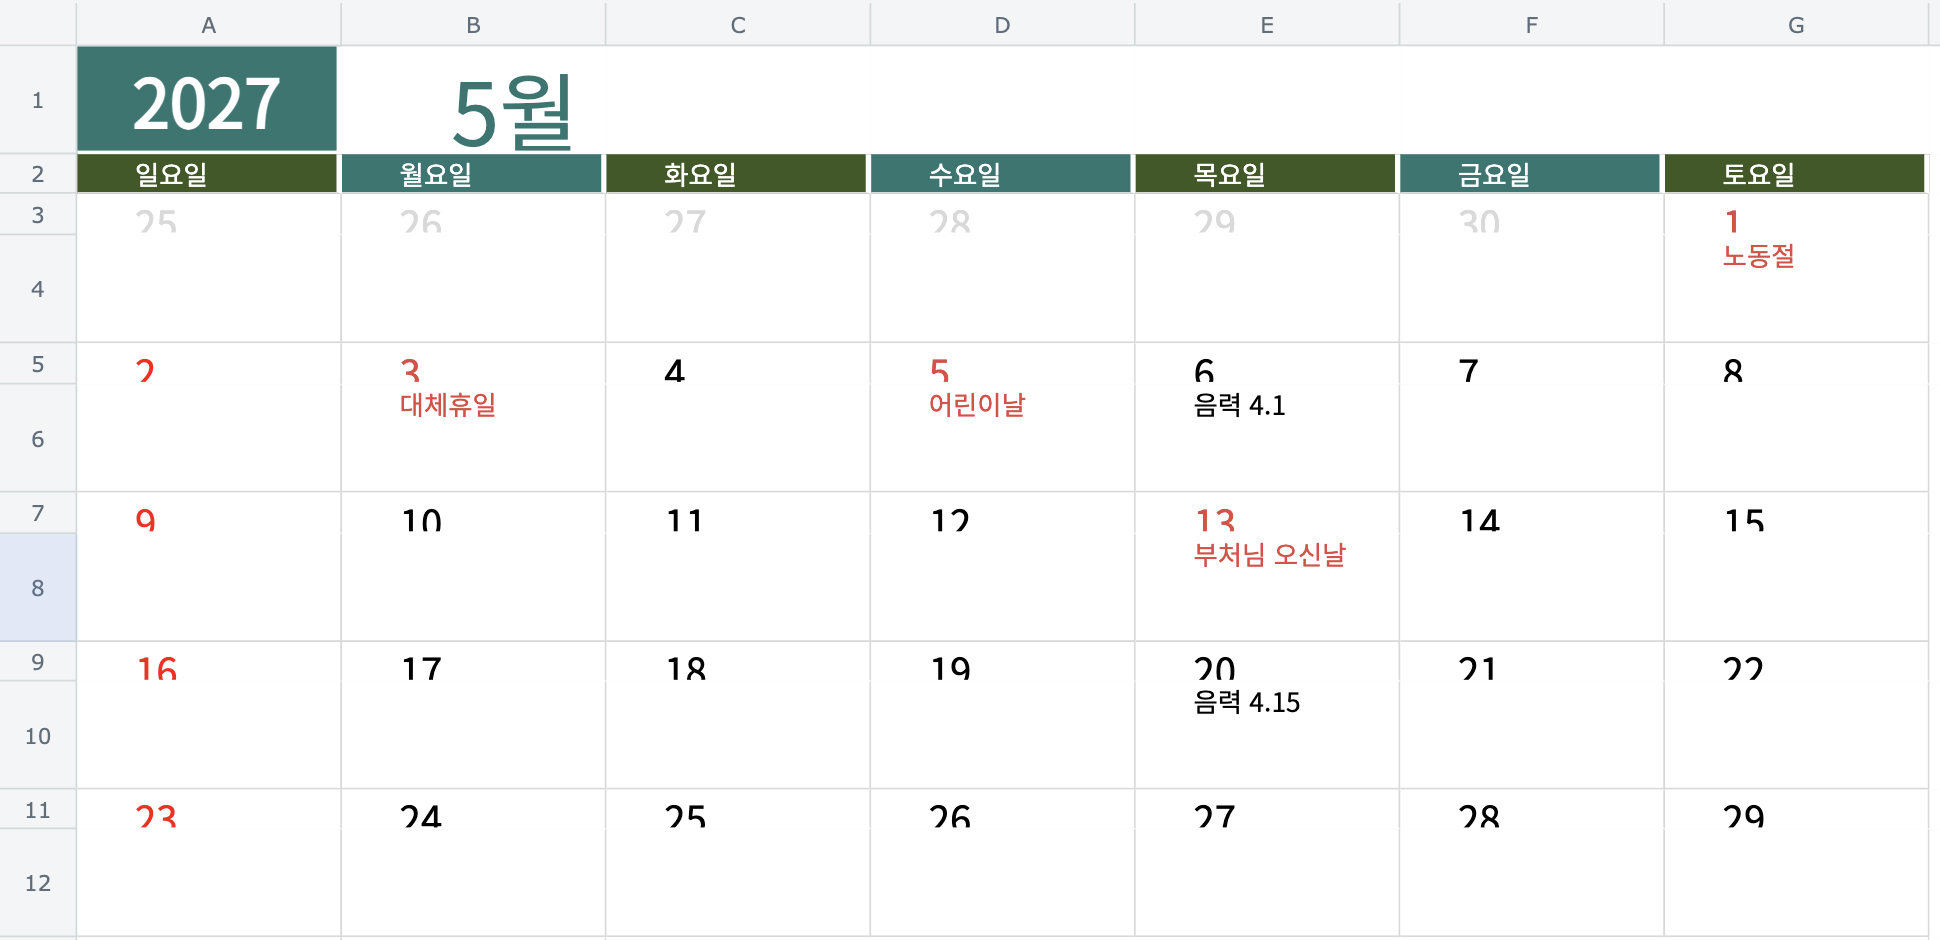 A B C D E F G
1 2027 5월
2 일요일 월요일 화요일 수요일 목요일 금요일 토요일
3 25 26 27 28 29 30 1
4 노동절
5 2 3 4 5 6 7 8
6 대체휴일 어린이날 음력 4.1
7 9 10 11 12 13 14 15
8 부처님 오신날
9 16 17 18 19 20 21 22
10 음력 4.15
11 23 24 25 26 27 28 29
12